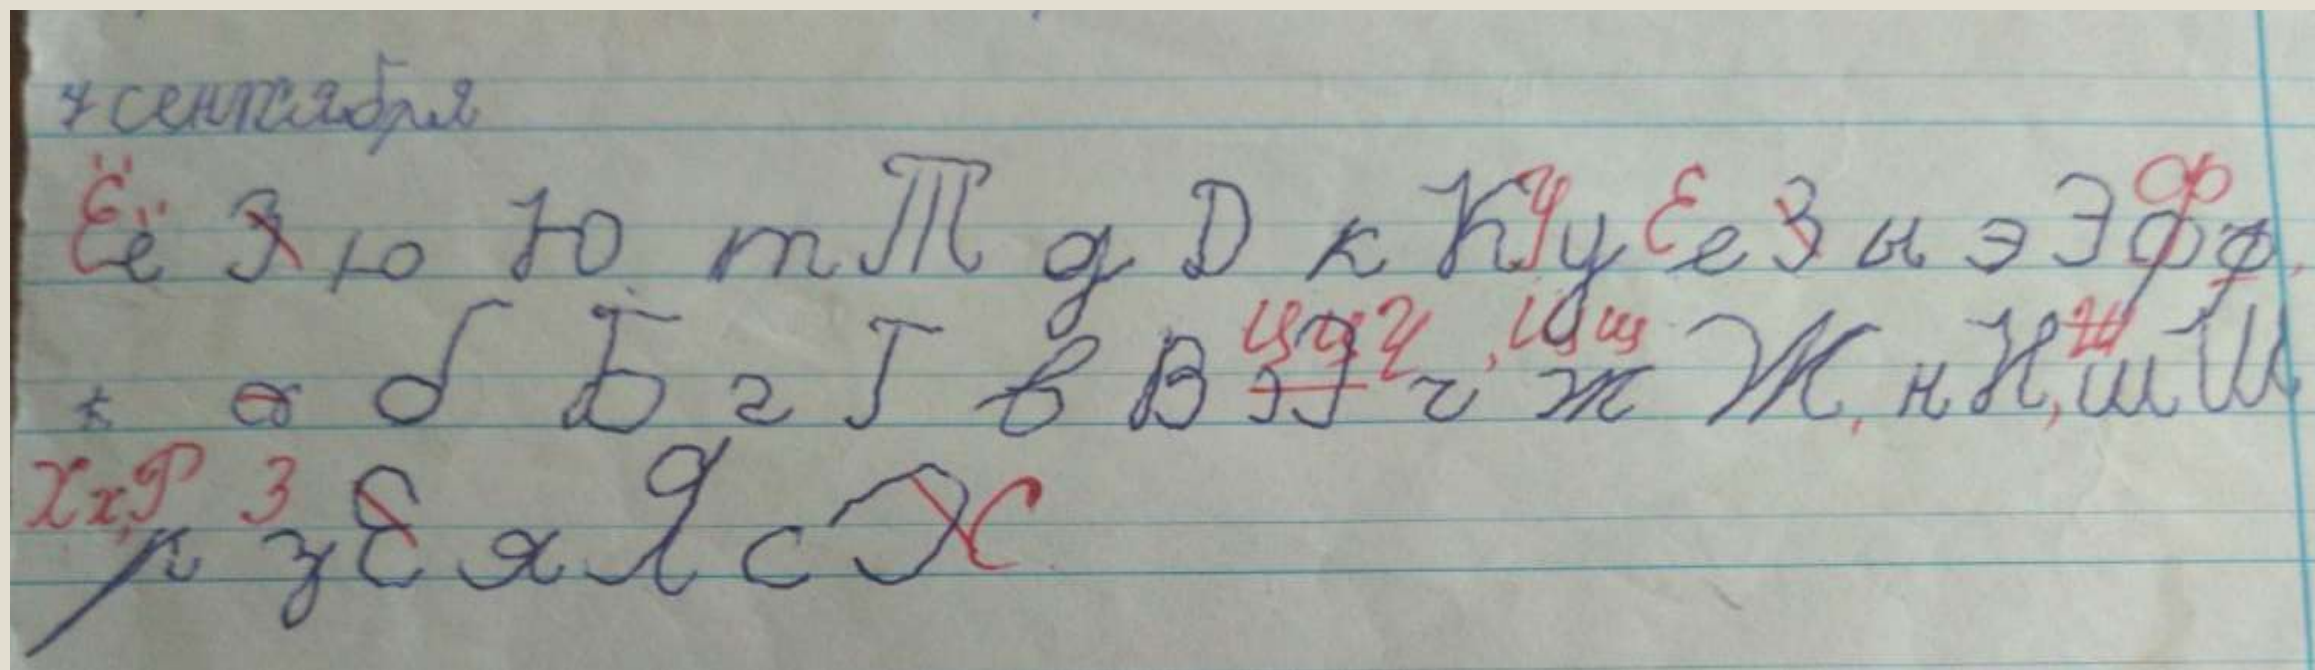 7 сентября
Ё ё З ю Ю т Т д Д к К У у Е е З ы э Э Ф ф
х а б Б г Г в В Ц ц э Э Ч ч, Щ щ ж Ж, н Н, ш Ш
Х х, Р р З з Е я Я с Э С